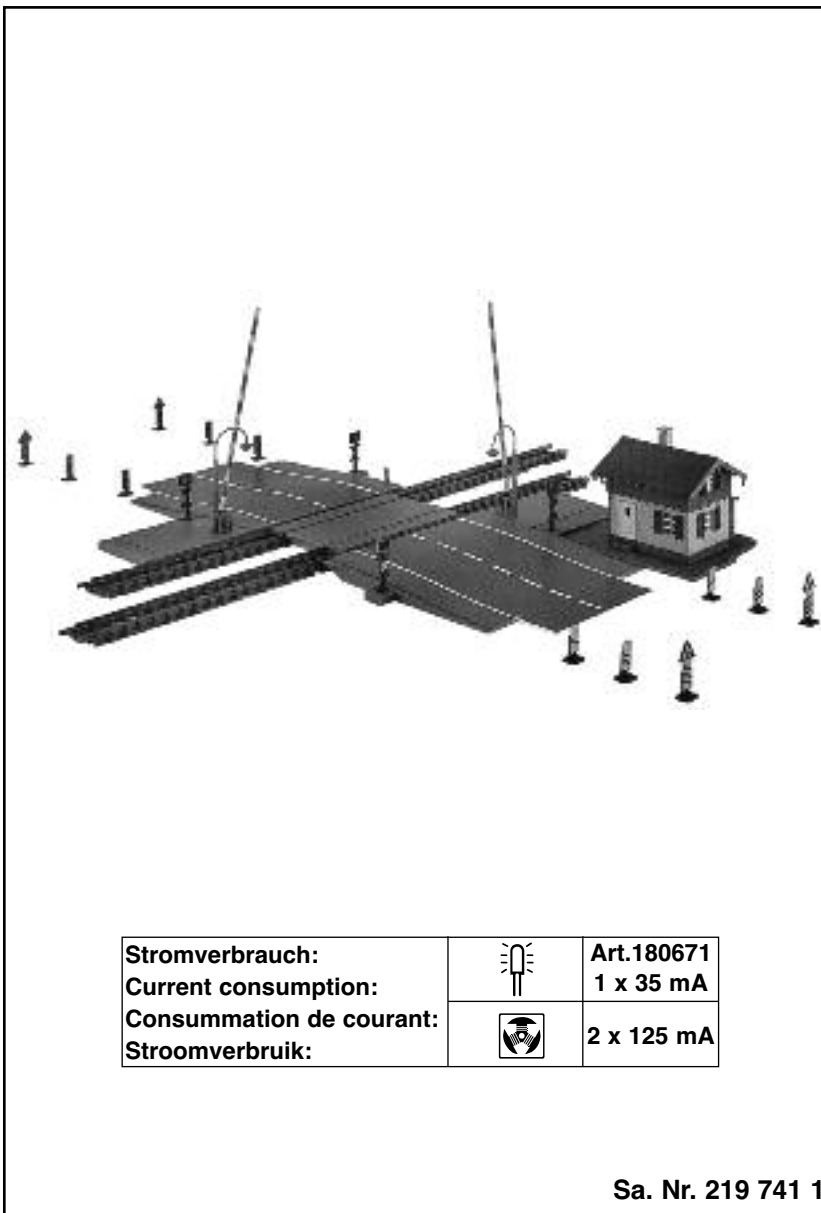 Stromverbrauch:
Current consumption:
Consummation de courant:
Stroomverbruik:
Art.180671
1 x 35 mA
2 x 125 mA
Sa. Nr. 219 741 1